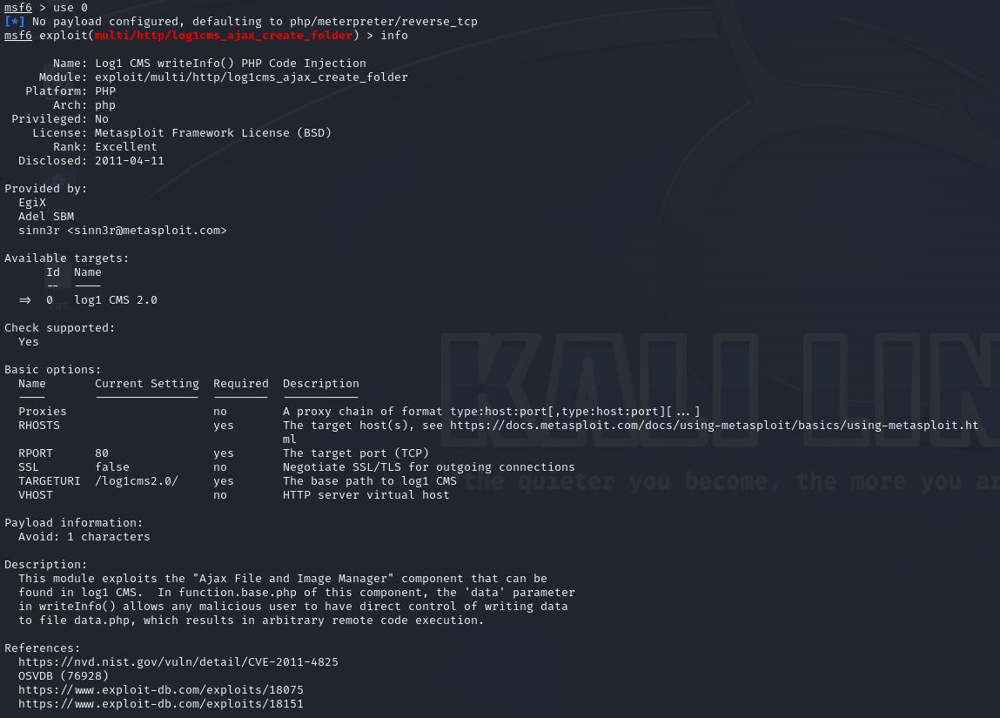 msf6 > use 0
[*] No payload configured, defaulting to php/meterpreter/reverse_tcp
msf6 exploit(multi/http/log1cms_ajax_create_folder) > info
Name: Log1 CMS writeInfo() PHP Code Injection
Module: exploit/multi/http/log1cms_ajax_create_folder
Platform: PHP
Arch: php
Privileged: No
License: Metasploit Framework License (BSD)
Rank: Excellent
Disclosed: 2011-04-11
Provided by:
EgiX
Adel SBM
sinn3r <sinn3r@metasploit.com>
Available targets:
Id  Name
--  ----
=>  0   log1 CMS 2.0
Check supported:
Yes
Basic options:
Name       Current Setting  Required  Description
----       ---------------  --------  -----------
Proxies                     no        A proxy chain of format type:host:port[,type:host:port][...]
RHOSTS                      yes       The target host(s), see https://docs.metasploit.com/docs/using-metasploit/basics/using-metasploit.ht
ml
RPORT      80               yes       The target port (TCP)
SSL        false            no        Negotiate SSL/TLS for outgoing connections
TARGETURI  /log1cms2.0/     yes       The base path to log1 CMS
VHOST                       no        HTTP server virtual host
KALI LIN
the quieter you become, the more you ar
Payload information:
Avoid: 1 characters
Description:
This module exploits the "Ajax File and Image Manager" component that can be
found in log1 CMS.  In function.base.php of this component, the 'data' parameter
in writeInfo() allows any malicious user to have direct control of writing data
to file data.php, which results in arbitrary remote code execution.
References:
https://nvd.nist.gov/vuln/detail/CVE-2011-4825
OSVDB (76928)
https://www.exploit-db.com/exploits/18075
https://www.exploit-db.com/exploits/18151